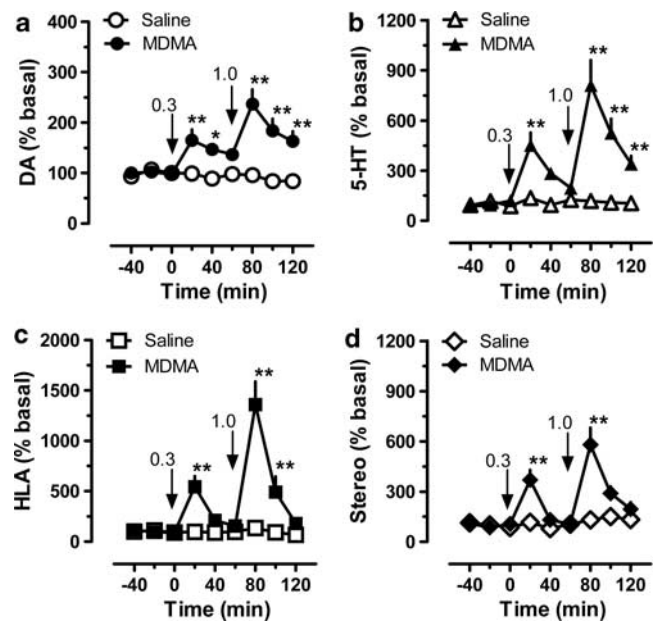 a
Saline
MDMA
400
300
200
100
0
DA (% basal)
0.3
1.0
**
*
**
**
**
-40 0 40 80 120
Time (min)
b
Saline
MDMA
1200
900
600
300
0
5-HT (% basal)
0.3
1.0
**
**
**
**
-40 0 40 80 120
Time (min)
c
Saline
MDMA
2000
1500
1000
500
0
HLA (% basal)
0.3
1.0
**
**
**
-40 0 40 80 120
Time (min)
d
Saline
MDMA
1200
900
600
300
0
Stereo (% basal)
0.3
1.0
**
**
-40 0 40 80 120
Time (min)